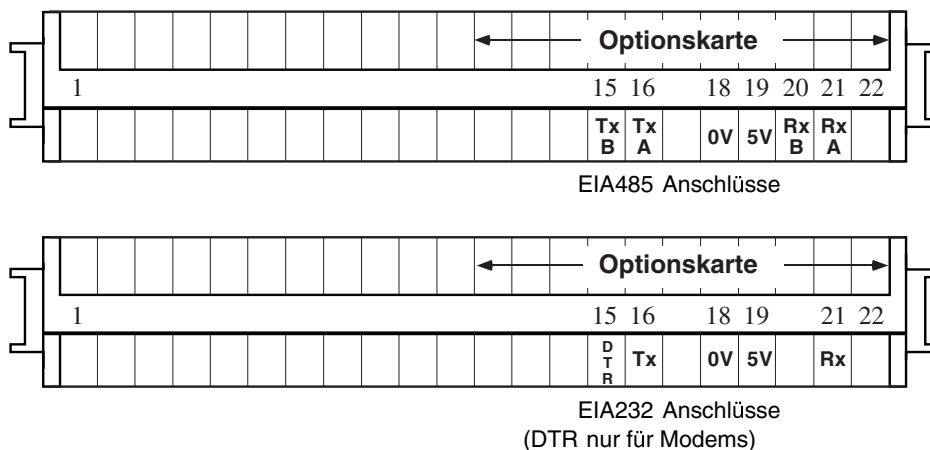 Optionskarte
1 15 16 18 19 20 21 22
Tx B Tx A 0V 5V Rx B Rx A
EIA485 Anschlüsse
Optionskarte
1 15 16 18 19 21 22
DTR Tx 0V 5V Rx
EIA232 Anschlüsse
(DTR nur für Modems)